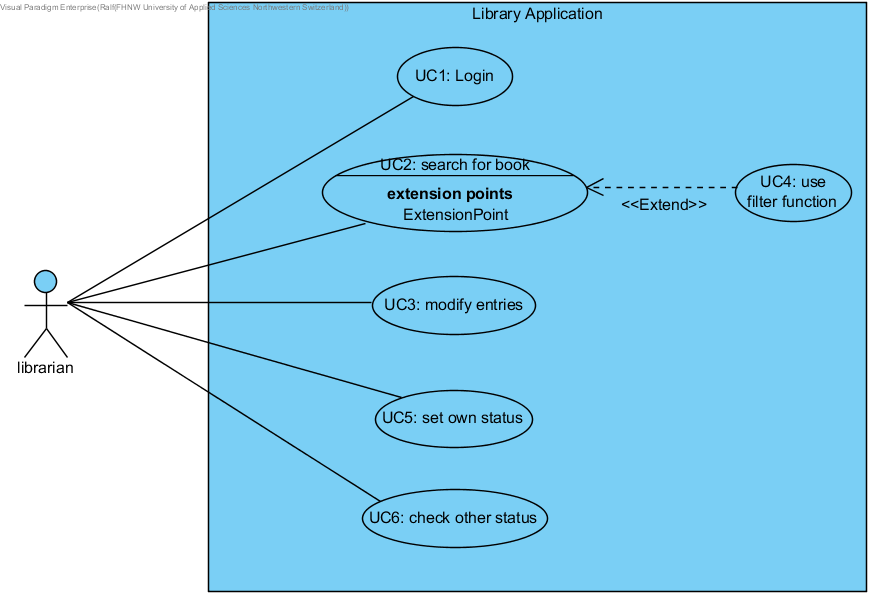 Visual Paradigm Enterprise(Ralf(FHNW University of Applied Sciences Northwestern Switzerland))
Library Application
UC1: Login
UC2: search for book
extension points
ExtensionPoint
<<Extend>>
UC4: use
filter function
UC3: modify entries
librarian
UC5: set own status
UC6: check other status